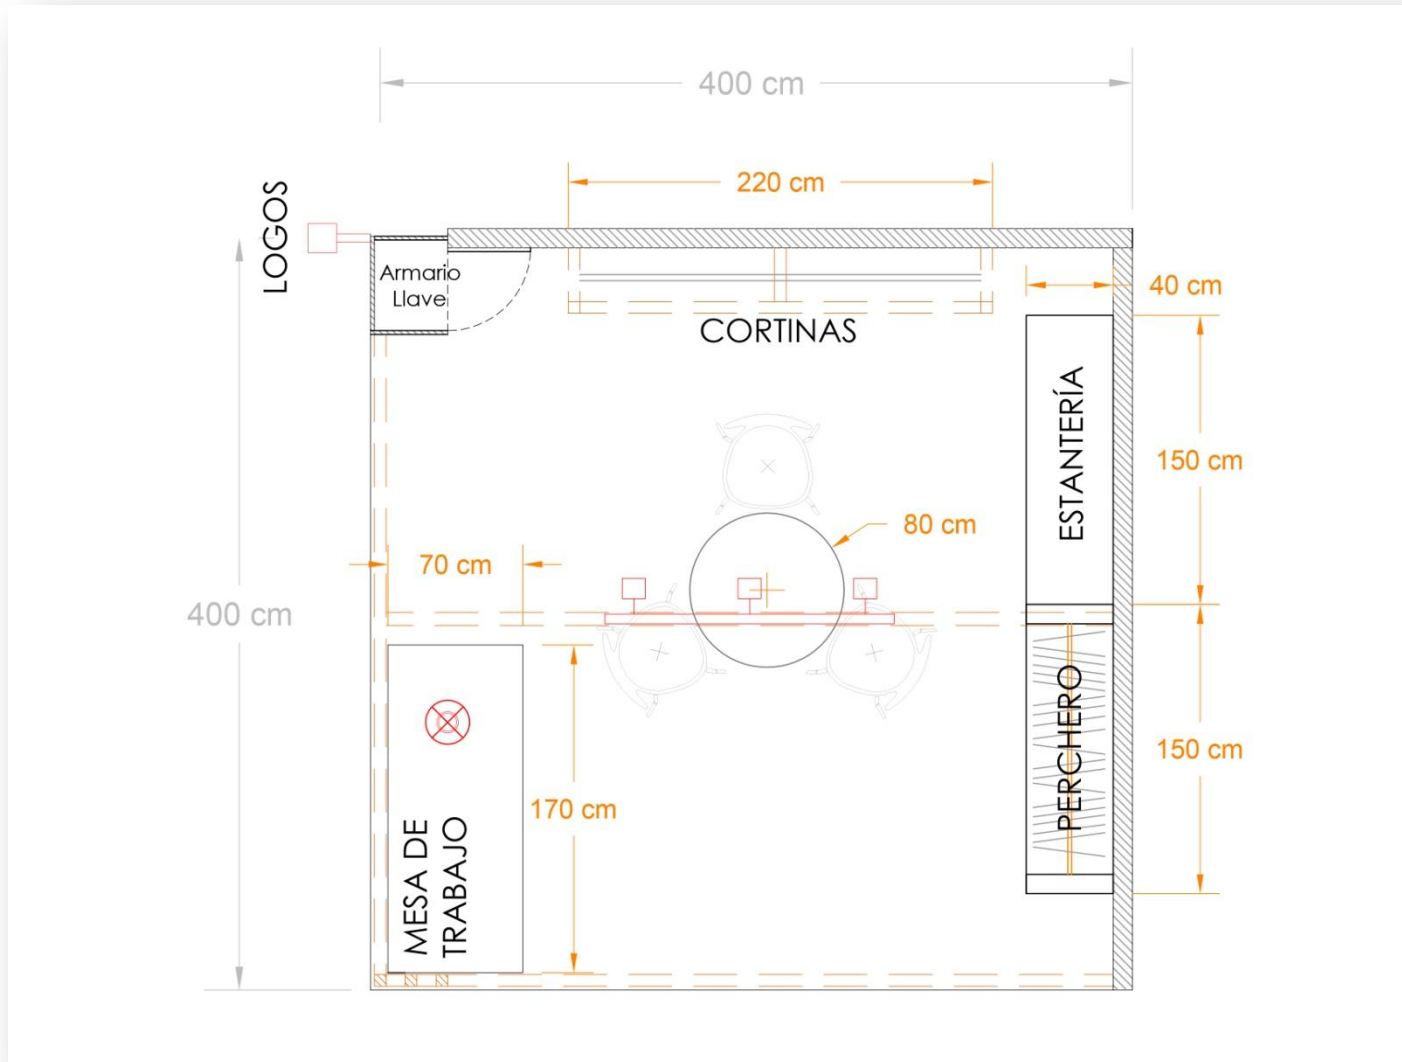 400 cm
220 cm
LOGOS
Armario
Llave
40 cm
CORTINAS
ESTANTERÍA
150 cm
80 cm
70 cm
400 cm
PERCHERO
150 cm
170 cm
MESA DE
TRABAJO